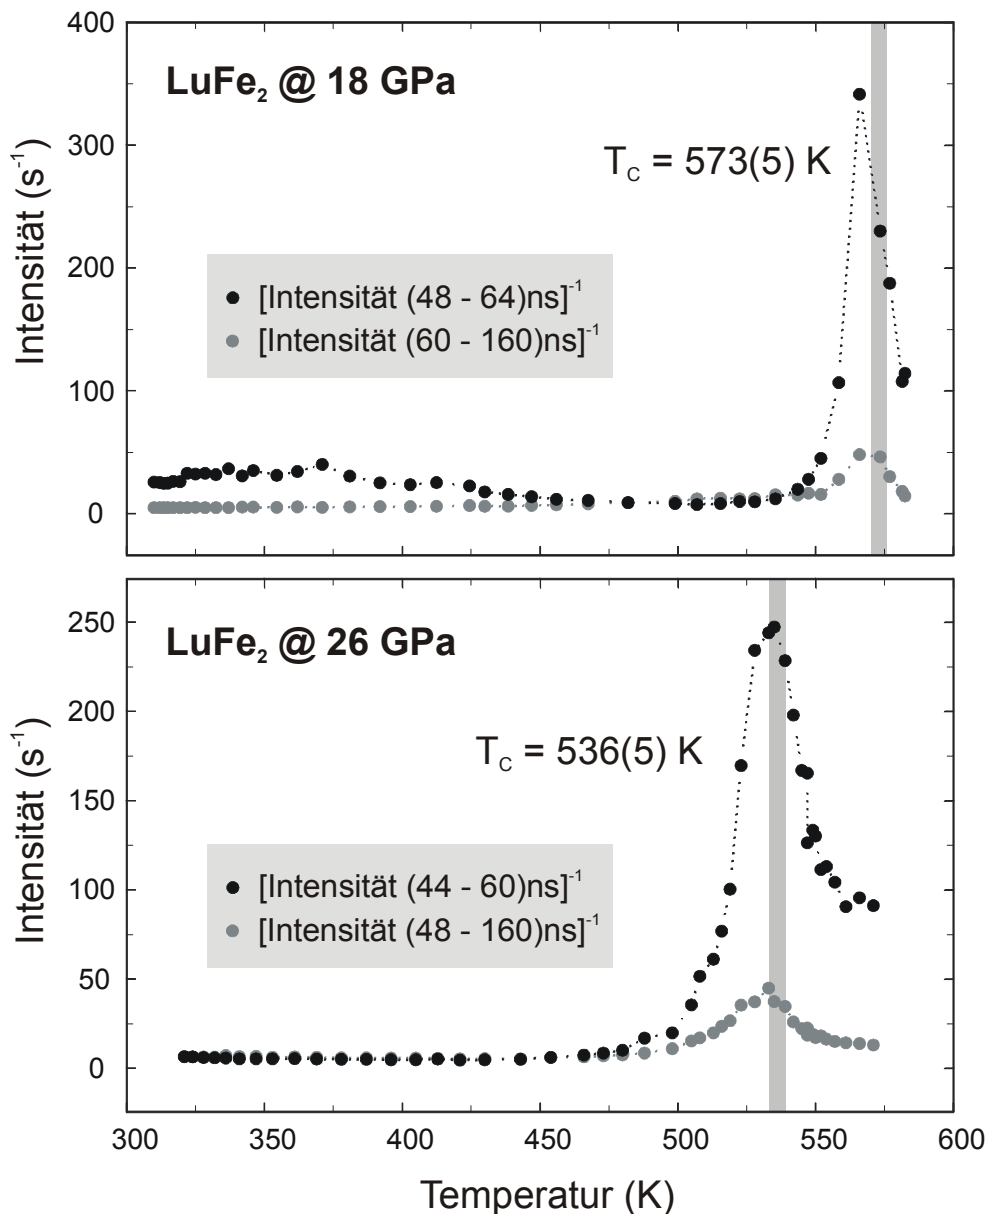 400
LuFe₂ @ 18 GPa
300
T_C = 573(5) K
Intensität (s⁻¹)
200
[Intensität (48 - 64)ns]⁻¹
[Intensität (60 - 160)ns]⁻¹
100
0
250
LuFe₂ @ 26 GPa
200
T_C = 536(5) K
Intensität (s⁻¹)
150
[Intensität (44 - 60)ns]⁻¹
100
[Intensität (48 - 160)ns]⁻¹
50
0
300 350 400 450 500 550 600
Temperatur (K)